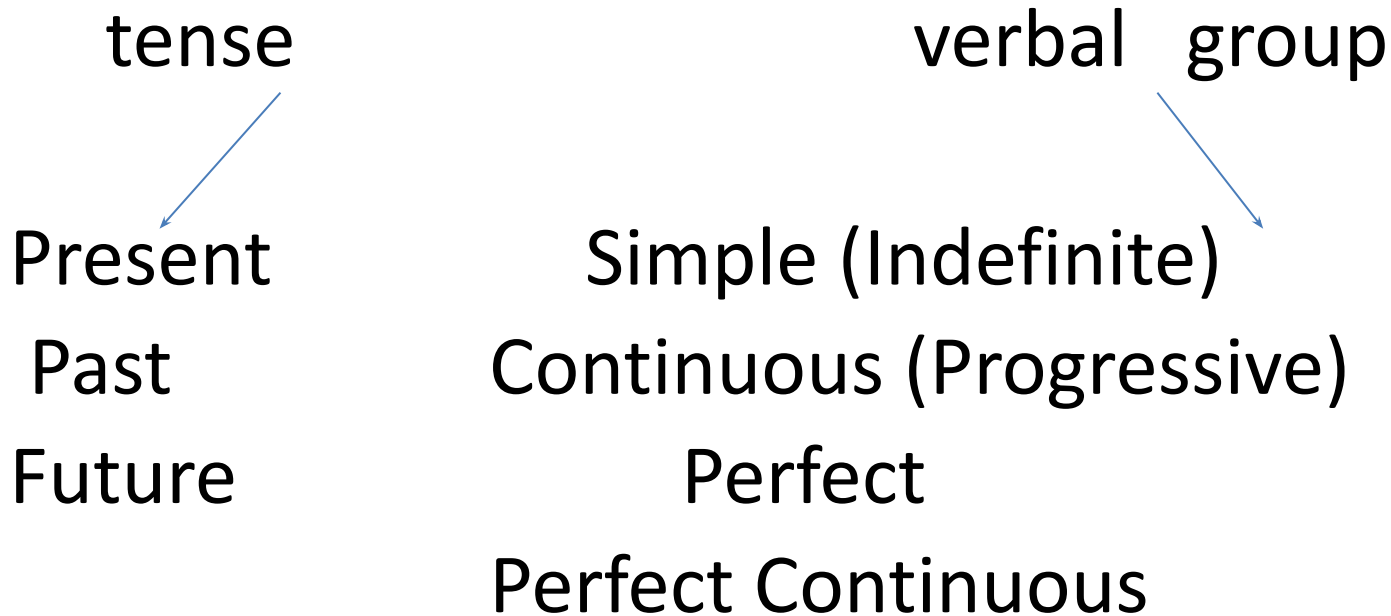 tense verbal group
Present Simple (Indefinite)
Past Continuous (Progressive)
Future Perfect
Perfect Continuous